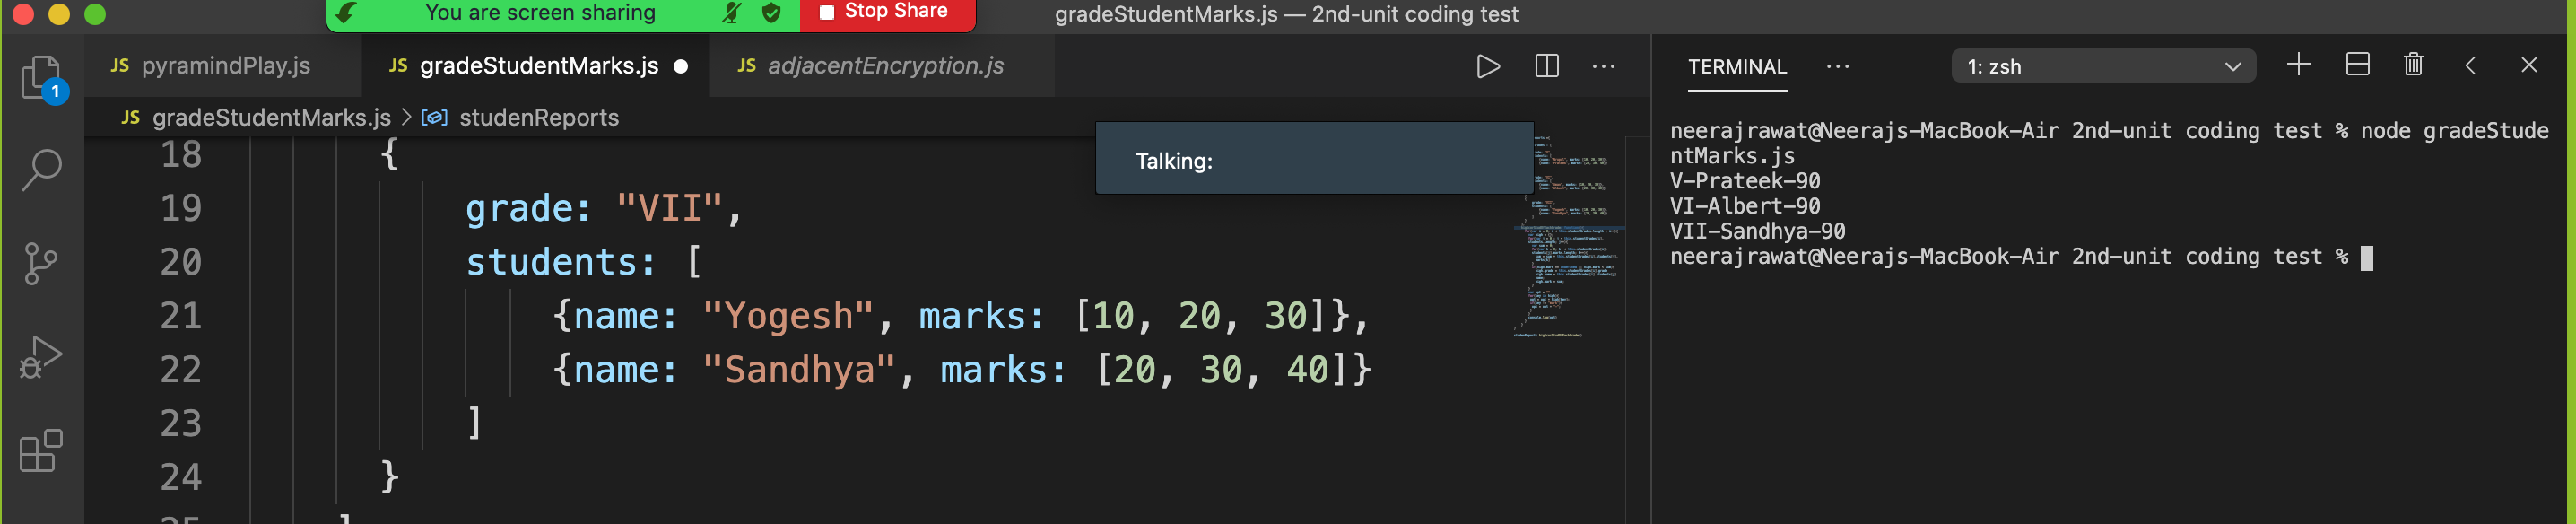 You are screen sharing
Stop Share
gradeStudentMarks.js — 2nd-unit coding test
JS pyramindPlay.js
JS gradeStudentMarks.js ●
JS adjacentEncryption.js
TERMINAL
1: zsh
1
JS gradeStudentMarks.js > studenReports
Talking:
18 {
19 grade: "VII",
20 students: [
21 {name: "Yogesh", marks: [10, 20, 30]},
22 {name: "Sandhya", marks: [20, 30, 40]}
23 ]
24 }
neerajrawat@Neerajs-MacBook-Air 2nd-unit coding test % node gradeStude
ntMarks.js
V-Prateek-90
VI-Albert-90
VII-Sandhya-90
neerajrawat@Neerajs-MacBook-Air 2nd-unit coding test %